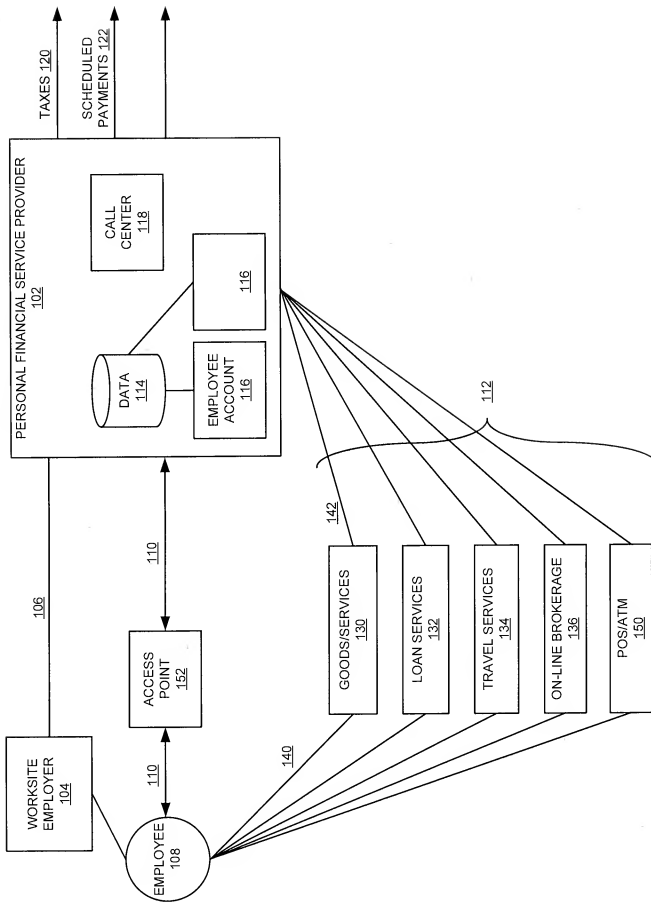 WORKSITE
EMPLOYER
104
106
PERSONAL FINANCIAL SERVICE PROVIDER
102
TAXES 120
SCHEDULED
PAYMENTS 122
EMPLOYEE
108
110
ACCESS
POINT
152
110
DATA
114
EMPLOYEE
ACCOUNT
116
116
CALL
CENTER
118
140
142
GOODS/SERVICES
130
LOAN SERVICES
132
TRAVEL SERVICES
134
ON-LINE BROKERAGE
136
POS/ATM
150
112